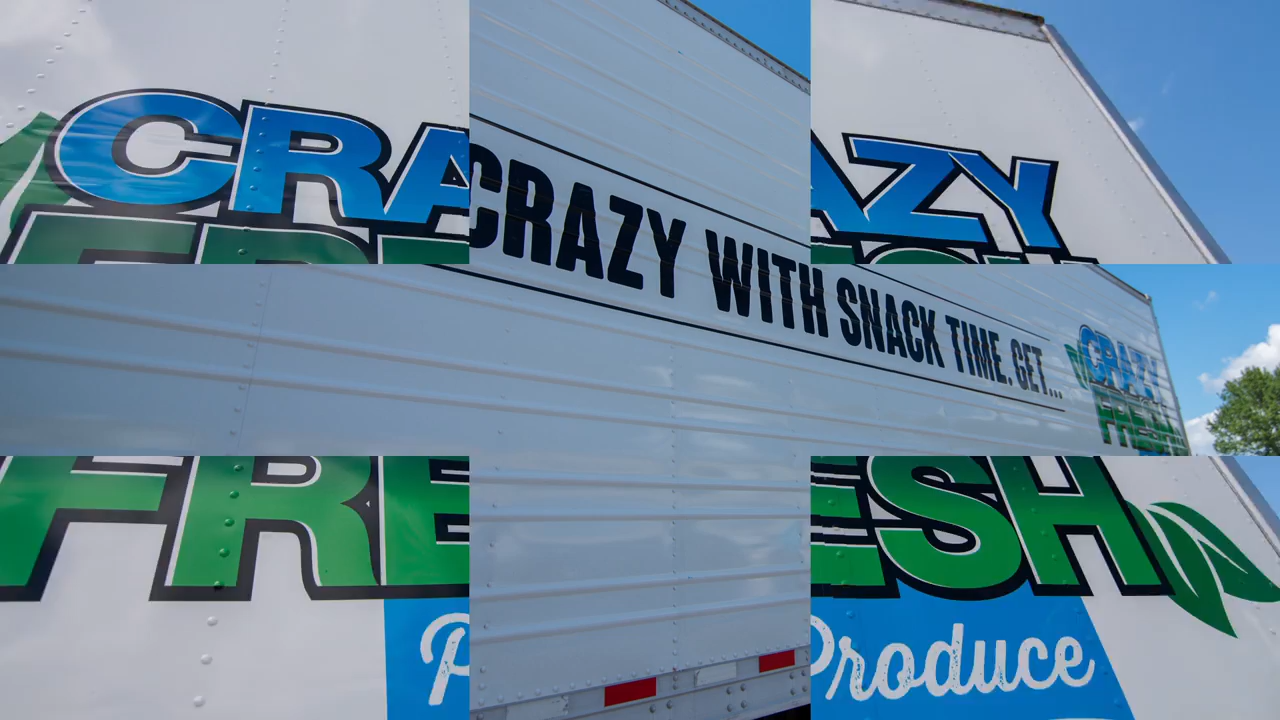 CRA
AZY
CRAZY WITH SNACK TIME. GET...
CRAZY
FRESH
FRE
ESH
P
Produce